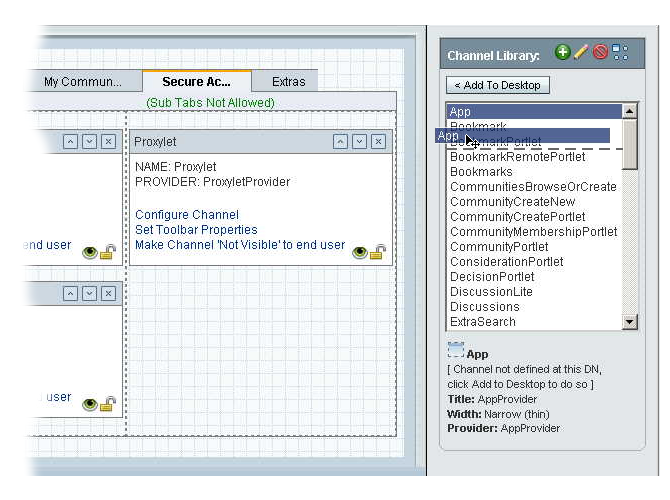 My Commun...
Secure Ac...
Extras
(Sub Tabs Not Allowed)
Proxylet
NAME: Proxylet
PROVIDER: ProxyletProvider
Configure Channel
Set Toolbar Properties
Make Channel 'Not Visible' to end user
end user
user
Channel Library:
< Add To Desktop
App
Bookmark
App
BookmarkPortlet
BookmarkRemotePortlet
Bookmarks
CommunitiesBrowseOrCreate
CommunityCreateNew
CommunityCreatePortlet
CommunityMembershipPortlet
CommunityPortlet
ConsiderationPortlet
DecisionPortlet
DiscussionLite
Discussions
ExtraSearch
App
[ Channel not defined at this DN,
click Add to Desktop to do so ]
Title: AppProvider
Width: Narrow (thin)
Provider: AppProvider